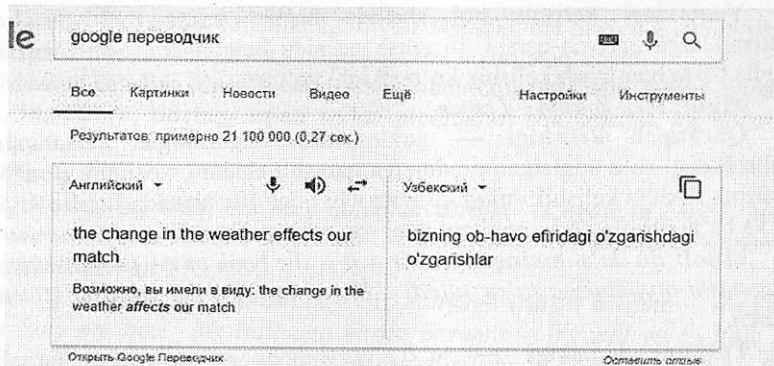 le google переводчик
Все Картинки Новости Видео Ещё Настройки Инструменты
Результатов: примерно 21 100 000 (0,27 сек.)
Английский Узбекский
the change in the weather effects our
match
bizning ob-havo efiridagi o'zgarishdagi
o'zgarishlar
Возможно, вы имели в виду: the change in the
weather affects our match
Открыть Google Переводчик Оставить отзыв